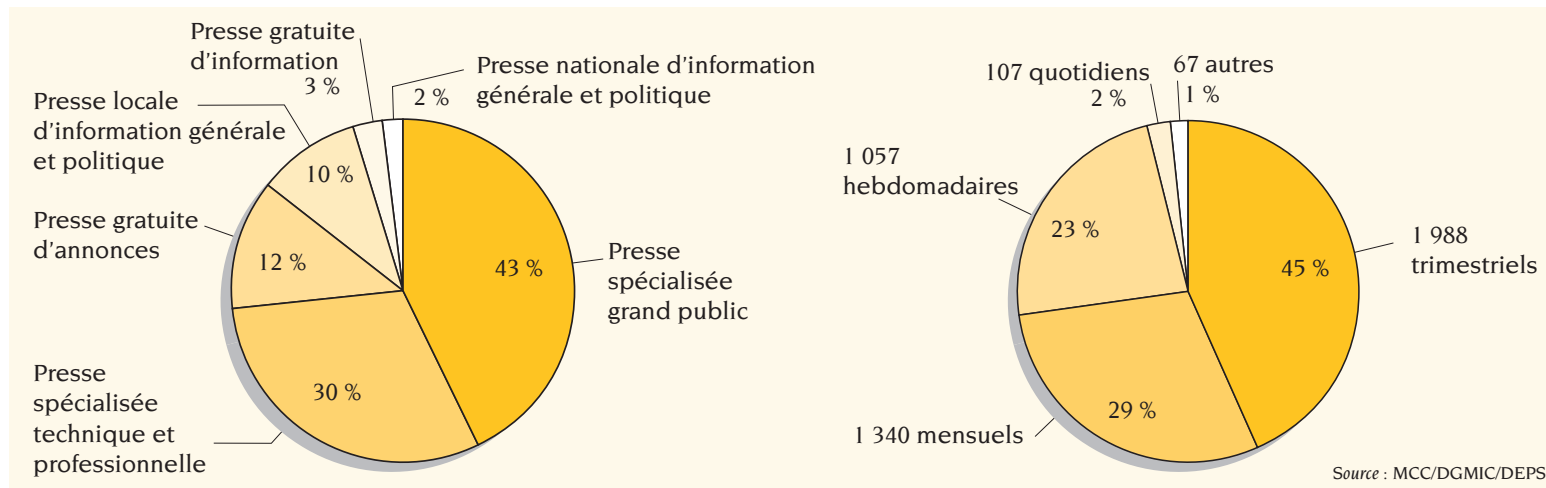 Presse gratuite
d'information
3 %
Presse nationale d'information
générale et politique
2 %
Presse locale
d'information générale
et politique
10 %
Presse gratuite
d'annonces
12 %
Presse
spécialisée
grand public
43 %
Presse
spécialisée
technique et
professionnelle
30 %
107 quotidiens
2 %
67 autres
1 %
1 057
hebdomadaires
23 %
1 988
trimestriels
45 %
1 340 mensuels
29 %
Source : MCC/DGMIC/DEPS